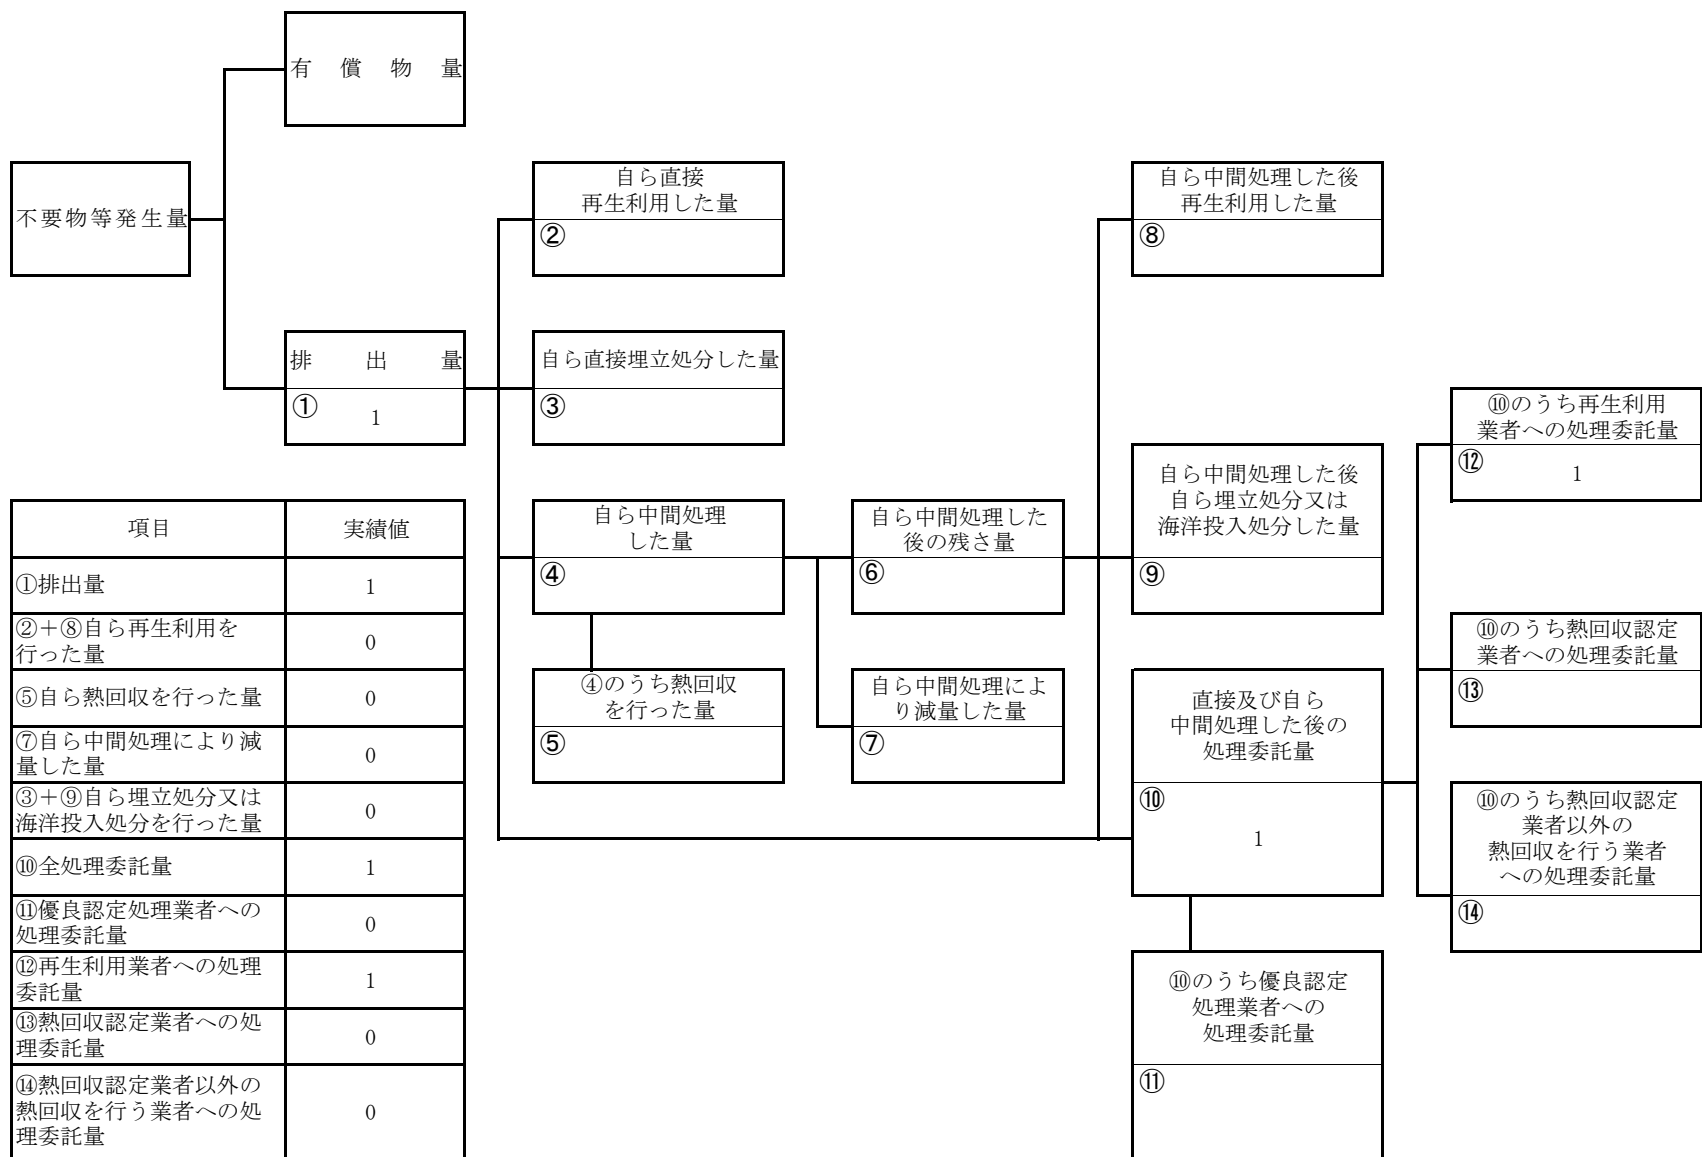 有償物量
不要物等発生量
自ら直接
再生利用した量
②
自ら中間処理した後
再生利用した量
⑧
排出量
① 1
自ら直接埋立処分した量
③
⑩のうち再生利用
業者への処理委託量
⑫ 1
自ら中間処理
した量
④
自ら中間処理した
後の残さ量
⑥
自ら中間処理した後
自ら埋立処分又は
海洋投入処分した量
⑨
⑩のうち熱回収認定
業者への処理委託量
⑬
④のうち熱回収
を行った量
⑤
自ら中間処理によ
り減量した量
⑦
直接及び自ら
中間処理した後の
処理委託量
⑩
1
⑩のうち熱回収認定
業者以外の
熱回収を行う業者
への処理委託量
⑭
⑩のうち優良認定
処理業者への
処理委託量
⑪
項目 実績値
①排出量 1
②+⑧自ら再生利用を
行った量 0
⑤自ら熱回収を行った量 0
⑦自ら中間処理により減
量した量 0
③+⑨自ら埋立処分又は
海洋投入処分を行った量 0
⑩全処理委託量 1
⑪優良認定処理業者への
処理委託量 0
⑫再生利用業者への処理
委託量 1
⑬熱回収認定業者への処
理委託量 0
⑭熱回収認定業者以外の
熱回収を行う業者への処 0
理委託量